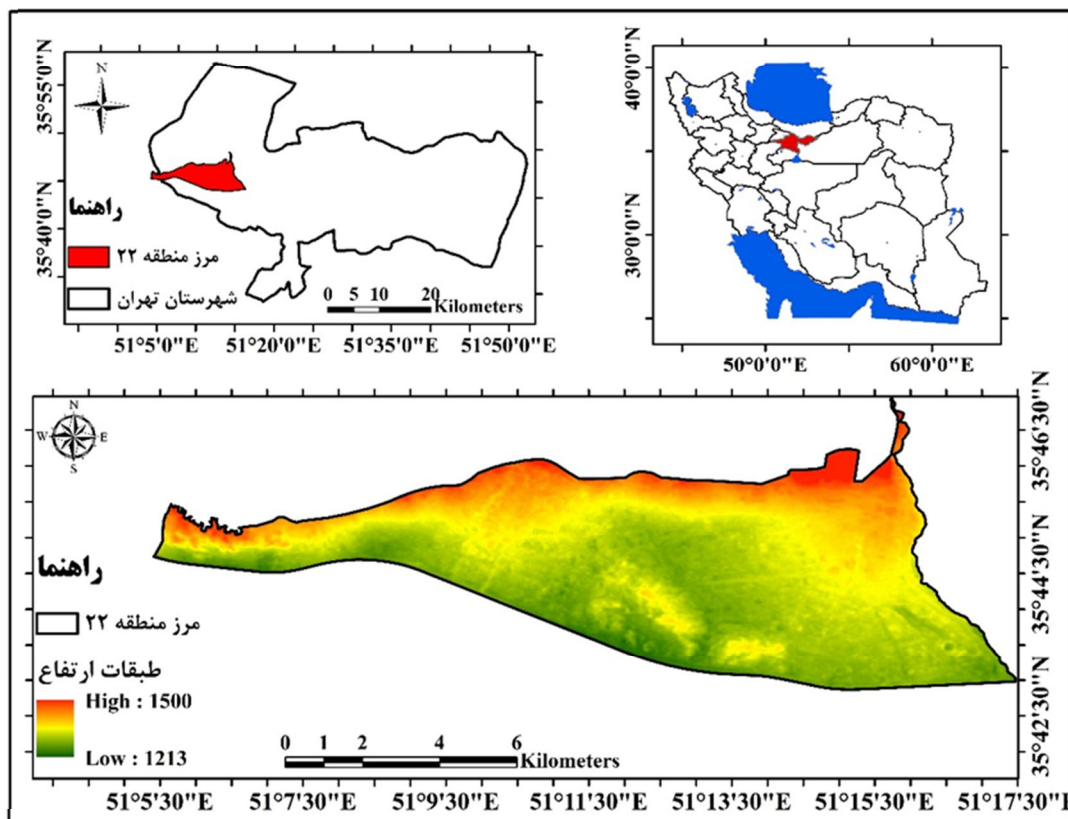 N
35°55'0"N
35°40'0"N
راهنما
مرز منطقه ۲۲
شهرستان تهران
0 5 10 20
Kilometers
51°5'0"E 51°20'0"E 51°35'0"E 51°50'0"E
40°0'0"N
30°0'0"N
50°0'0"E 60°0'0"E
N
W E
S
35°46'30"N
35°44'30"N
35°42'30"N
راهنما
مرز منطقه ۲۲
طبقات ارتفاع
High : 1500
Low : 1213
0 1 2 4 6
Kilometers
51°5'30"E 51°7'30"E 51°9'30"E 51°11'30"E 51°13'30"E 51°15'30"E 51°17'30"E